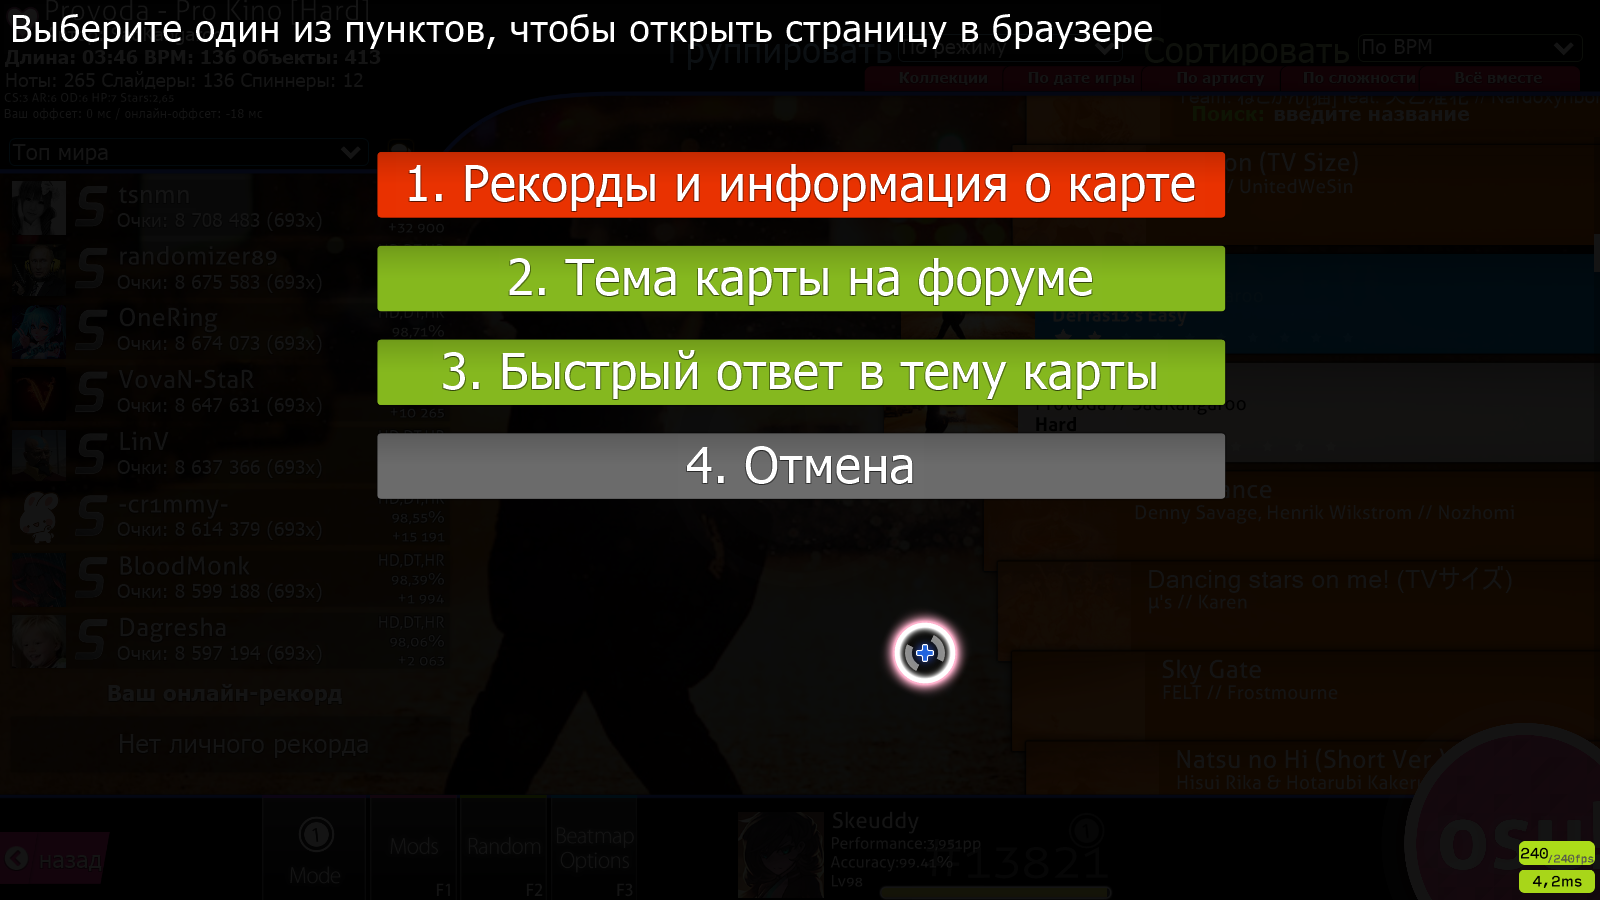 Provoda - Pro Kino [Hard]
Выберите один из пунктов, чтобы открыть страницу в браузере
Длина: 03:46 BPM: 136 Объекты: 413
Ноты: 265 Слайдеры: 136 Спиннеры: 12
CS:3 AR:6 OD:6 HP:7 Stars:2,65
Ваш оффсет: 0 мс / онлайн-оффсет: -18 мс
Группировать По режиму Сортировать По BPM
Коллекции По дате игры По артисту По сложности Всё вместе
Поиск: введите название
Топ мира
on (TV Size)
/ UnitedWeSin
1. Рекорды и информация о карте
2. Тема карты на форуме
3. Быстрый ответ в тему карты
4. Отмена
tsnmn
Очки: 8 708 483 (693x)
+32 900
randomizer89
Очки: 8 675 583 (693x)
OneRing
HD,DT,HR
Очки: 8 674 073 (693x)
98,71%
VovaN-StaR
Очки: 8 647 631 (693x)
+10 265
LinV
Очки: 8 637 366 (693x)
-cr1mmy-
HD,DT,HR
Очки: 8 614 379 (693x)
98,55%
+15 191
BloodMonk
HD,DT,HR
Очки: 8 599 188 (693x)
98,39%
+1 994
Dagresha
HD,DT,HR
Очки: 8 597 194 (693x)
98,06%
+2 063
Ваш онлайн-рекорд
Нет личного рекорда
Derfas13's Easy
Provoda // SadKangaroo
Hard
ance
Denny Savage, Henrik Wikstrom // Nozhomi
Dancing stars on me! (TVサイズ)
μ's // Karen
Sky Gate
FELT // Frostmourne
Natsu no Hi (Short Ver.)
Hisui Rika & Hotarubi Kaker
назад
Mode
Mods
F1
Random
F2
Beatmap
Options
F3
Skeuddy
Performance:3,951pp
Accuracy:99.41%
Lv98
#13821
osu
240/240fps
4,2ms